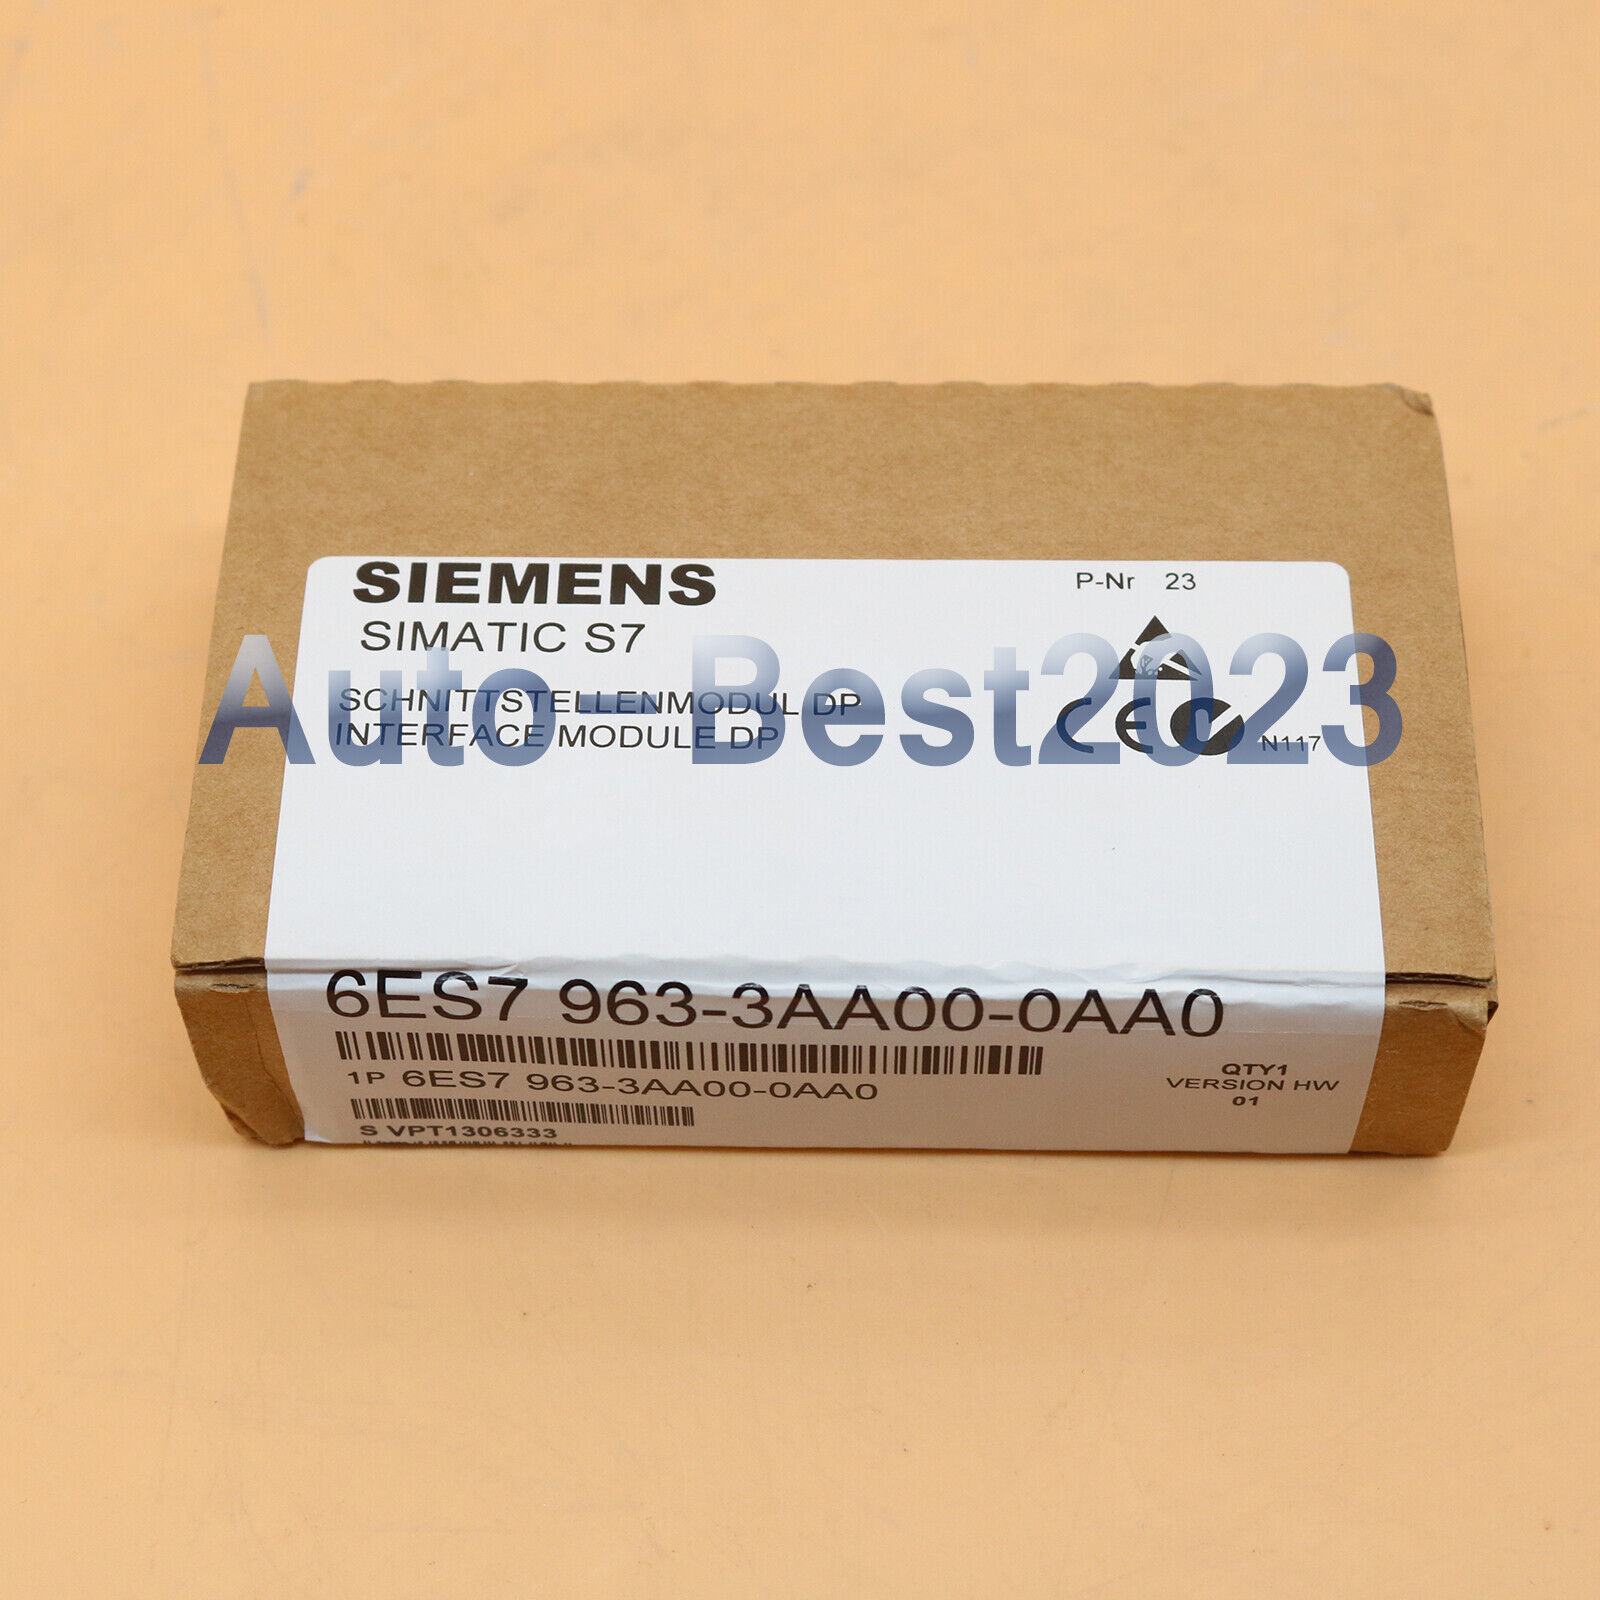 SIEMENS
P-Nr 23
SIMATIC S7
Auto-Best2023
SCHNITTSTELLENMODUL DP
INTERFACE MODULE DP
CE
N117
6ES7 963-3AA00-0AA0
1P 6ES7 963-3AA00-0AA0
QTY1
VERSION HW
01
S VPT1306333